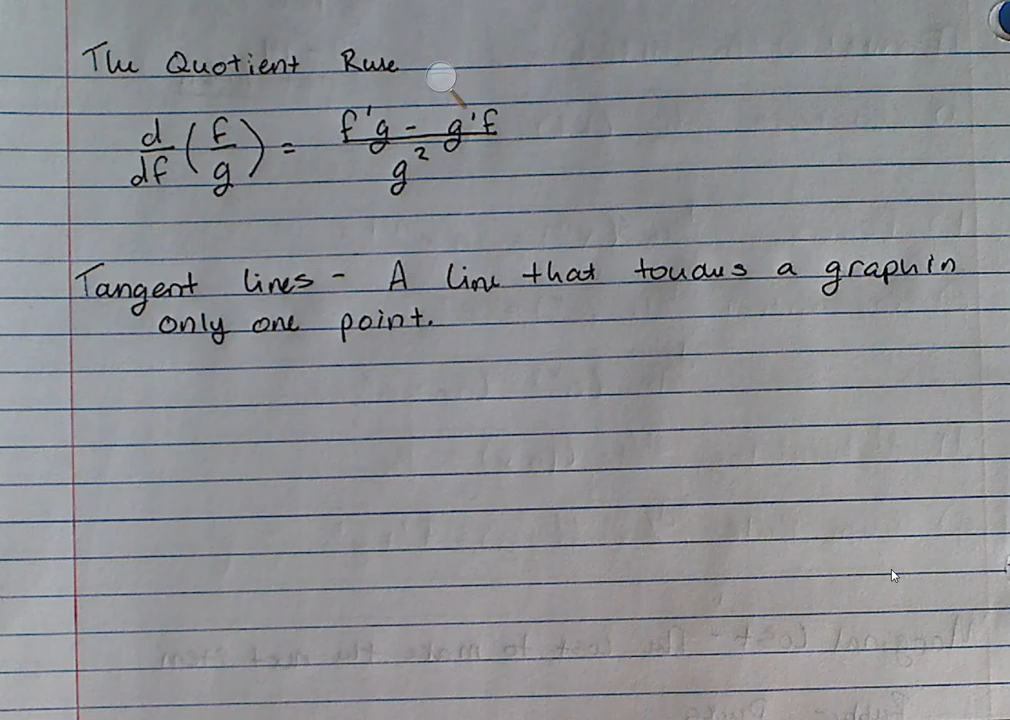 The Quotient Rule
d/df (f/g) = f'g - g'f / g²
Tangent lines - A line that touches a graph in
only one point.